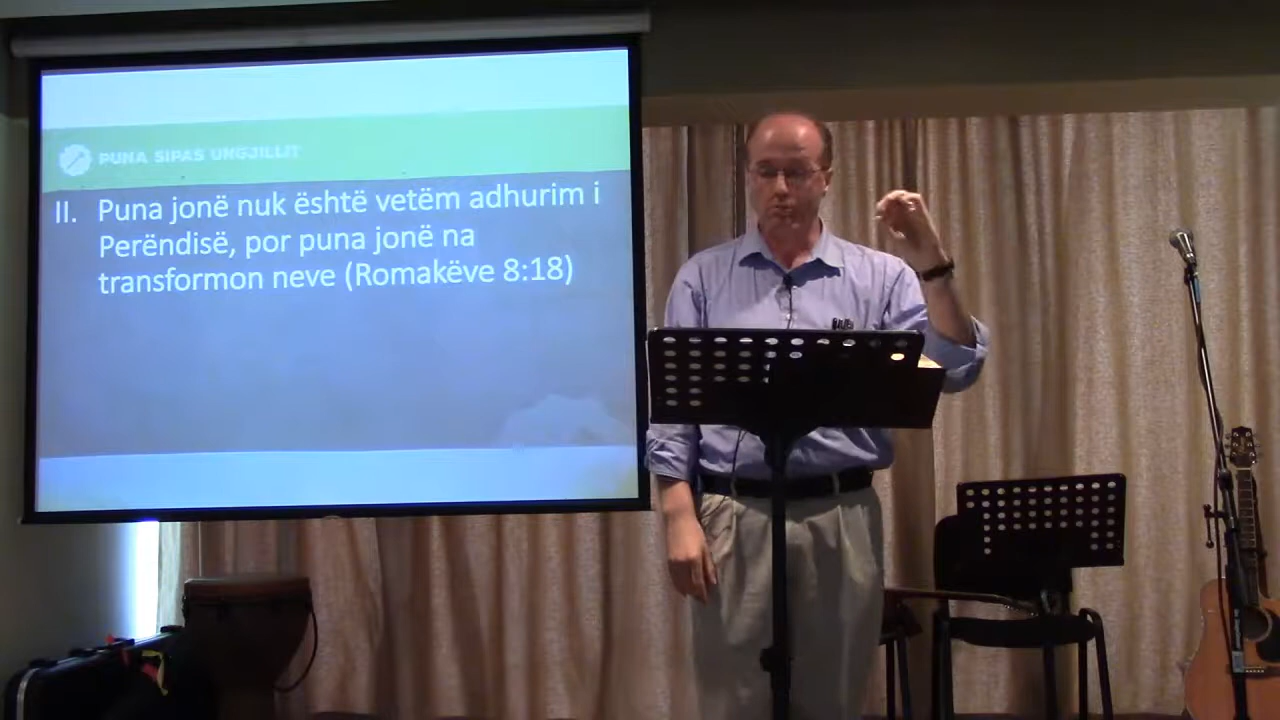 PUNA SIPAS UNGJILLIT
II. Puna jonë nuk është vetëm adhurim i
Perëndisë, por puna jonë na
transformon neve (Romakëve 8:18)